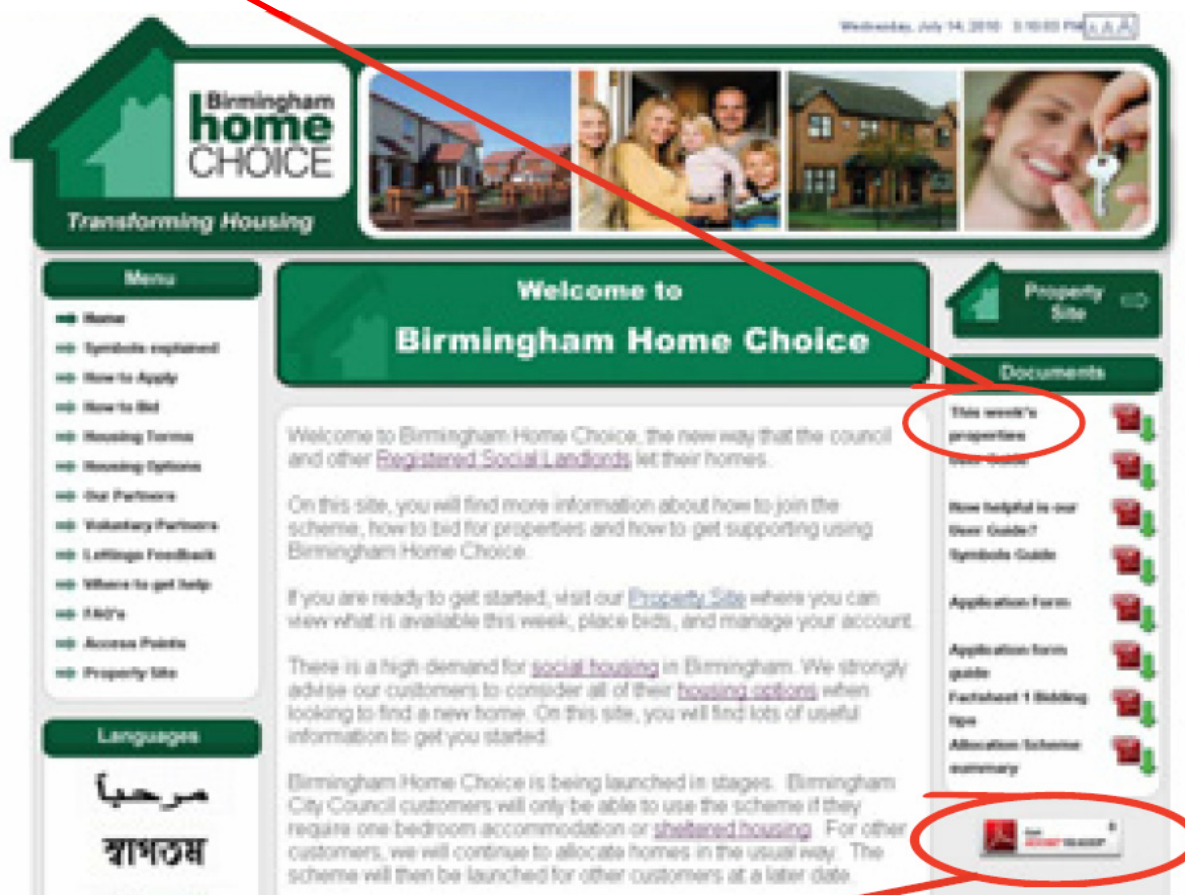 Wednesday, July 14, 2010
Birmingham
home
CHOICE
Transforming Housing
Menu
Home
Symbols explained
How to Apply
How to Bid
Housing Terms
Housing Options
Our Partners
Voluntary Partners
Lettings Feedback
Where to get help
FAQ's
Access Points
Property Site
Languages
مرحباً
স্বাগতম
Welcome to
Birmingham Home Choice
Welcome to Birmingham Home Choice, the new way that the council
and other Registered Social Landlords let their homes.
On this site, you will find more information about how to join the
scheme, how to bid for properties and how to get supporting using
Birmingham Home Choice.
If you are ready to get started, visit our Property Site where you can
view what is available this week, place bids, and manage your account.
There is a high demand for social housing in Birmingham. We strongly
advise our customers to consider all of their housing options when
looking to find a new home. On this site, you will find lots of useful
information to get you started.
Birmingham Home Choice is being launched in stages. Birmingham
City Council customers will only be able to use the scheme if they
require one bedroom accommodation or sheltered housing. For other
customers, we will continue to allocate homes in the usual way. The
scheme will then be launched for other customers at a later date.
Property
Site
Documents
This week's
properties
User Guide
How helpful is our
User Guide?
Symbols Guide
Application Form
Application form
guide
Factsheet 1 Bidding
tips
Allocation Scheme
summary
Get
ADOBE READER